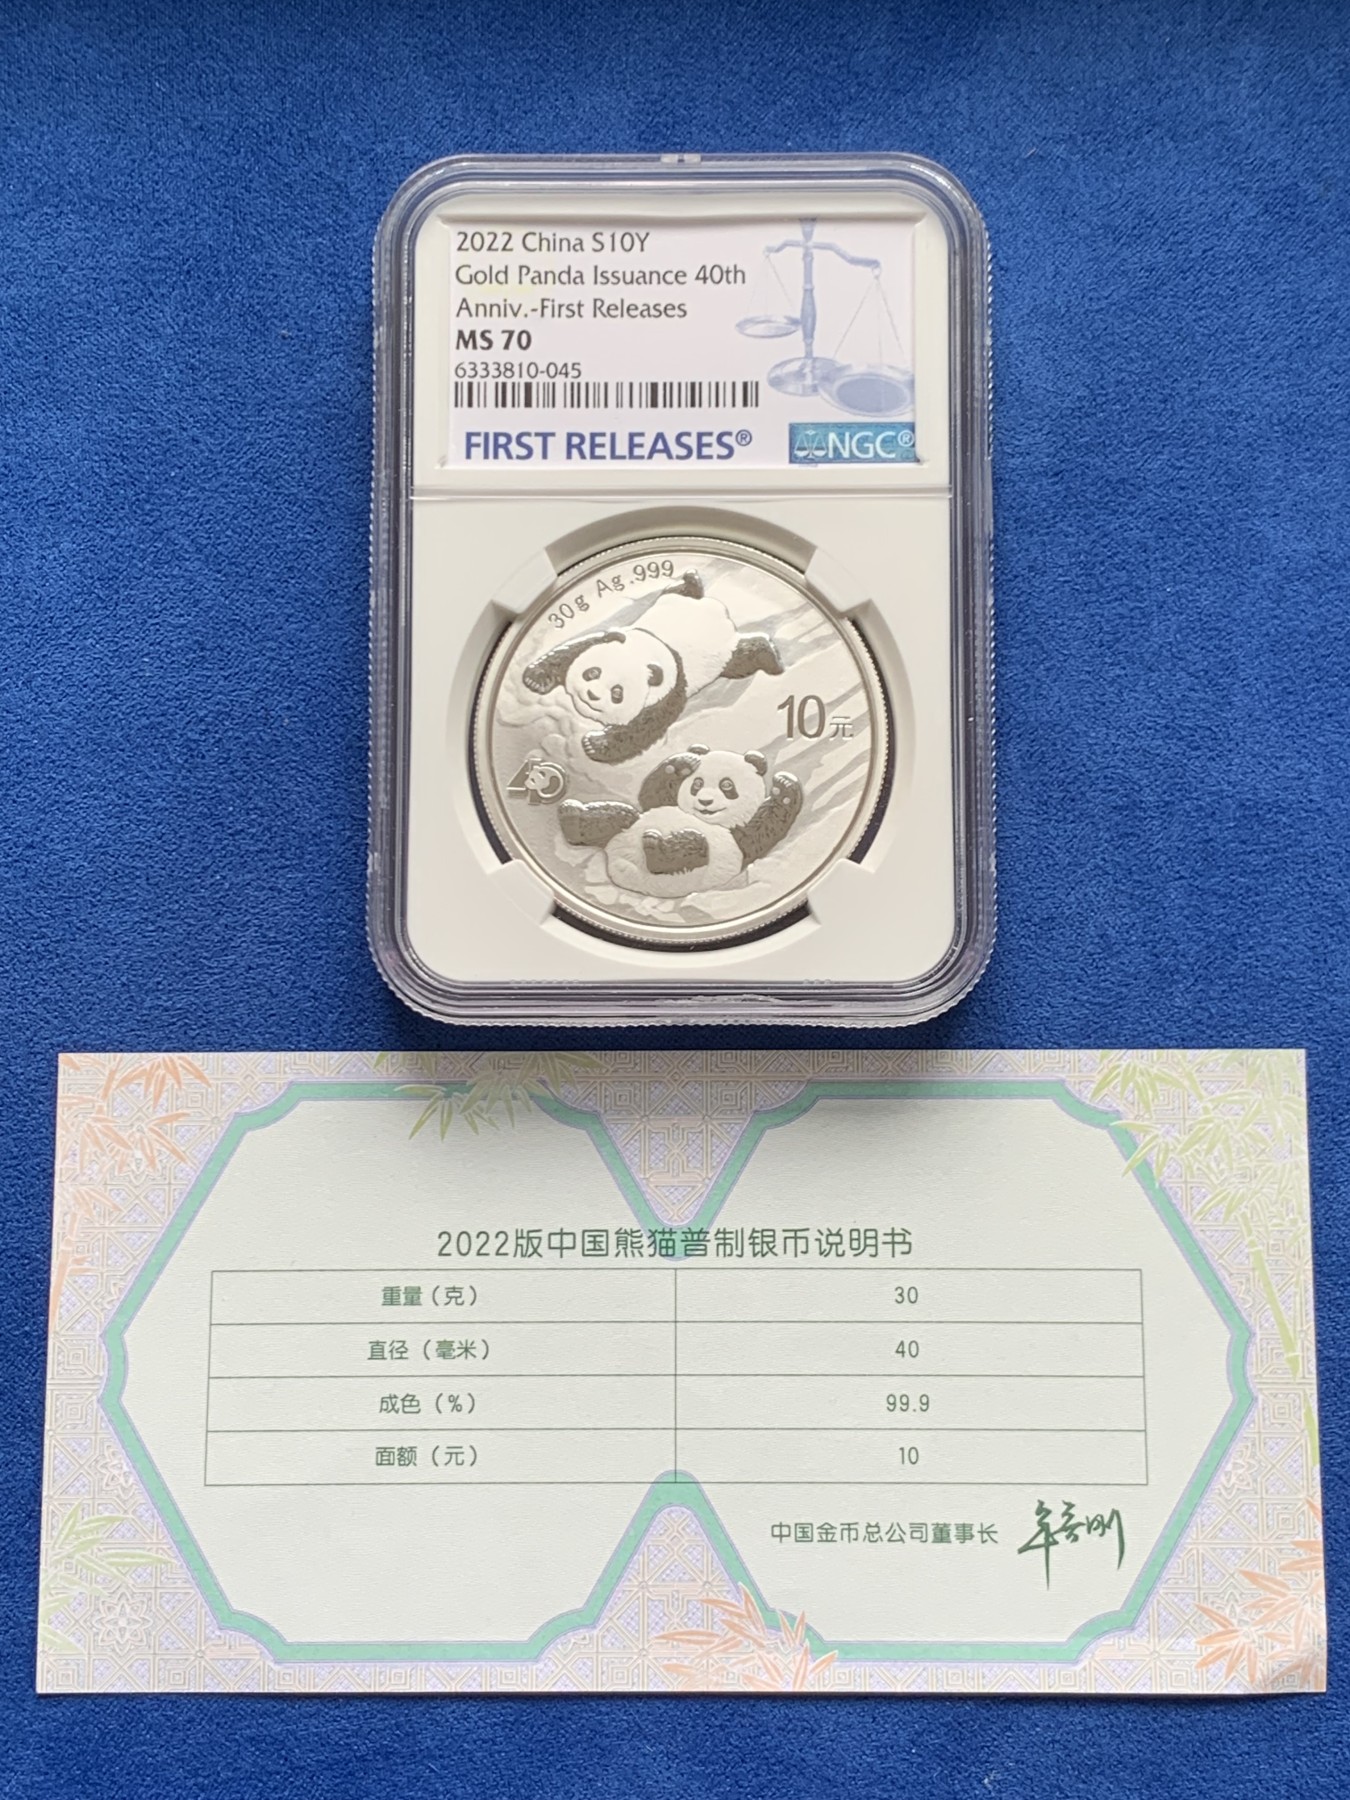 2022 China S10Y
Gold Panda Issuance 40th
Anniv.-First Releases
MS 70
6333810-045
FIRST RELEASES®
NGC®
30g Ag.999
10元
40
2022版中国熊猫普制银币说明书
重量（克） 30
直径（毫米） 40
成色（%） 99.9
面额（元） 10
中国金币总公司董事长